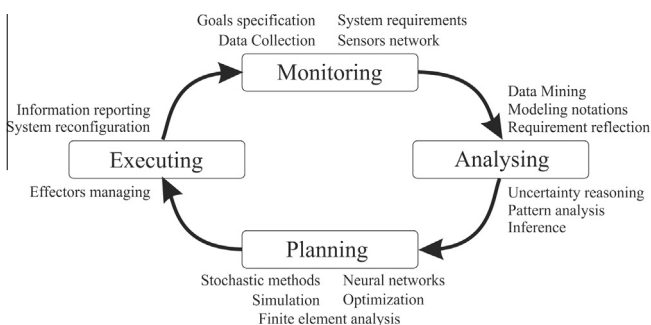 Goals specification System requirements
Data Collection Sensors network
Monitoring
Data Mining
Modeling notations
Requirement reflection
Analysing
Uncertainty reasoning
Pattern analysis
Inference
Planning
Stochastic methods Neural networks
Simulation Optimization
Finite element analysis
Information reporting
System reconfiguration
Executing
Effectors managing